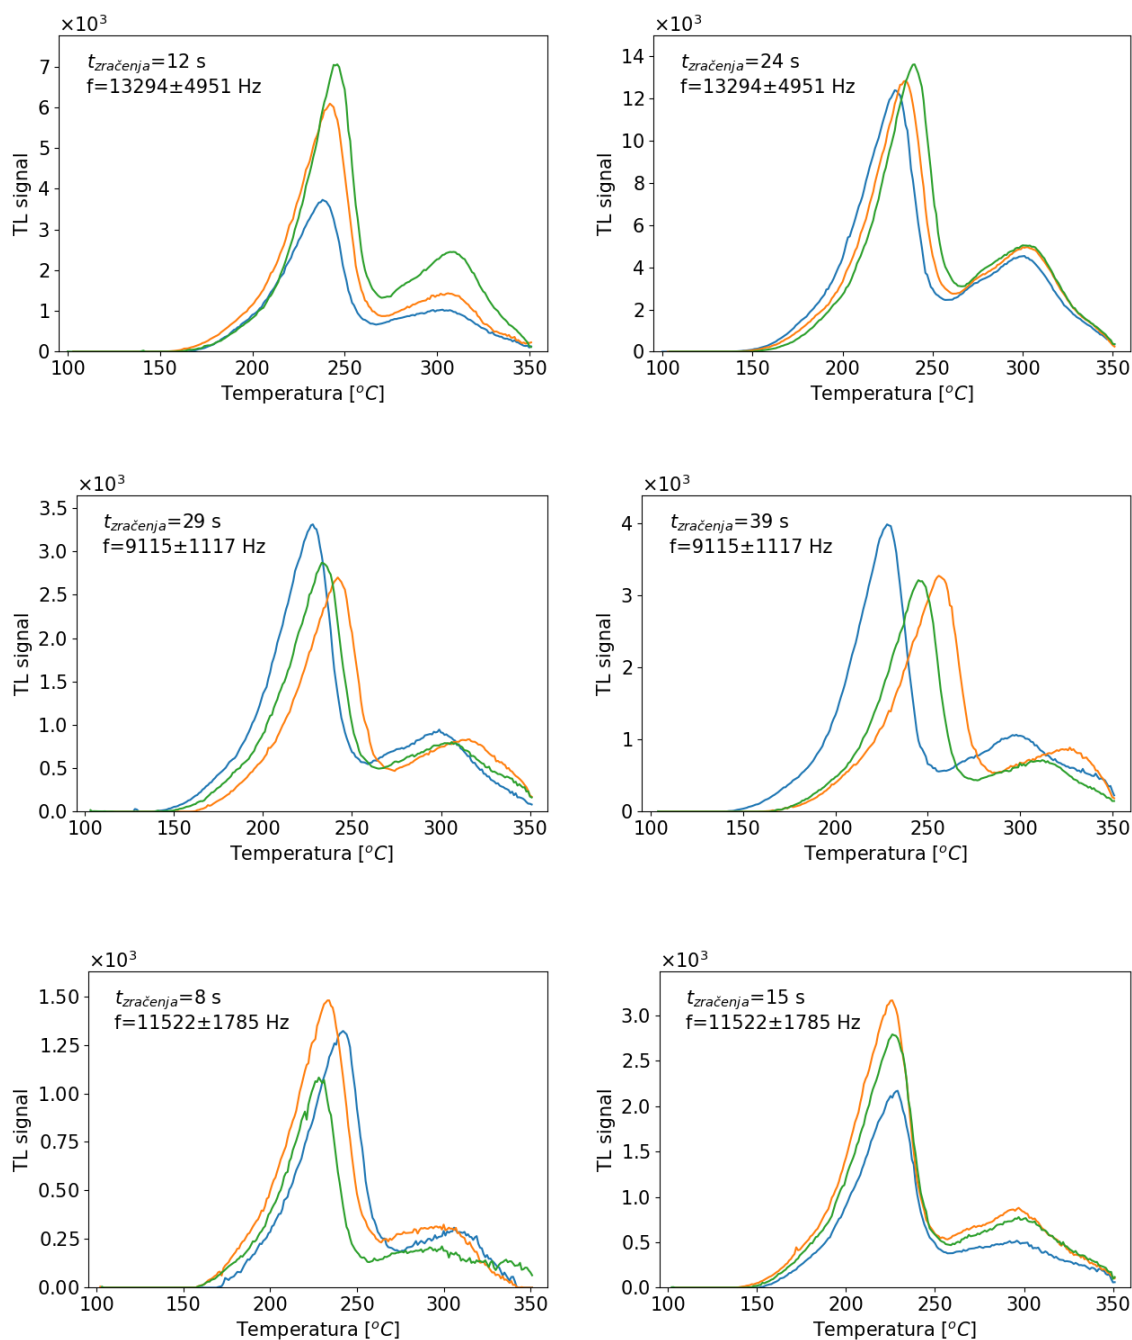 ×10³
t_zračenja=12 s
f=13294±4951 Hz
TL signal
7
6
5
4
3
2
1
0
100 150 200 250 300 350
Temperatura [°C]
×10³
t_zračenja=24 s
f=13294±4951 Hz
TL signal
14
12
10
8
6
4
2
0
100 150 200 250 300 350
Temperatura [°C]
×10³
t_zračenja=29 s
f=9115±1117 Hz
TL signal
3.5
3.0
2.5
2.0
1.5
1.0
0.5
0.0
100 150 200 250 300 350
Temperatura [°C]
×10³
t_zračenja=39 s
f=9115±1117 Hz
TL signal
4
3
2
1
0
100 150 200 250 300 350
Temperatura [°C]
×10³
t_zračenja=8 s
f=11522±1785 Hz
TL signal
1.50
1.25
1.00
0.75
0.50
0.25
0.00
100 150 200 250 300 350
Temperatura [°C]
×10³
t_zračenja=15 s
f=11522±1785 Hz
TL signal
3.0
2.5
2.0
1.5
1.0
0.5
0.0
100 150 200 250 300 350
Temperatura [°C]